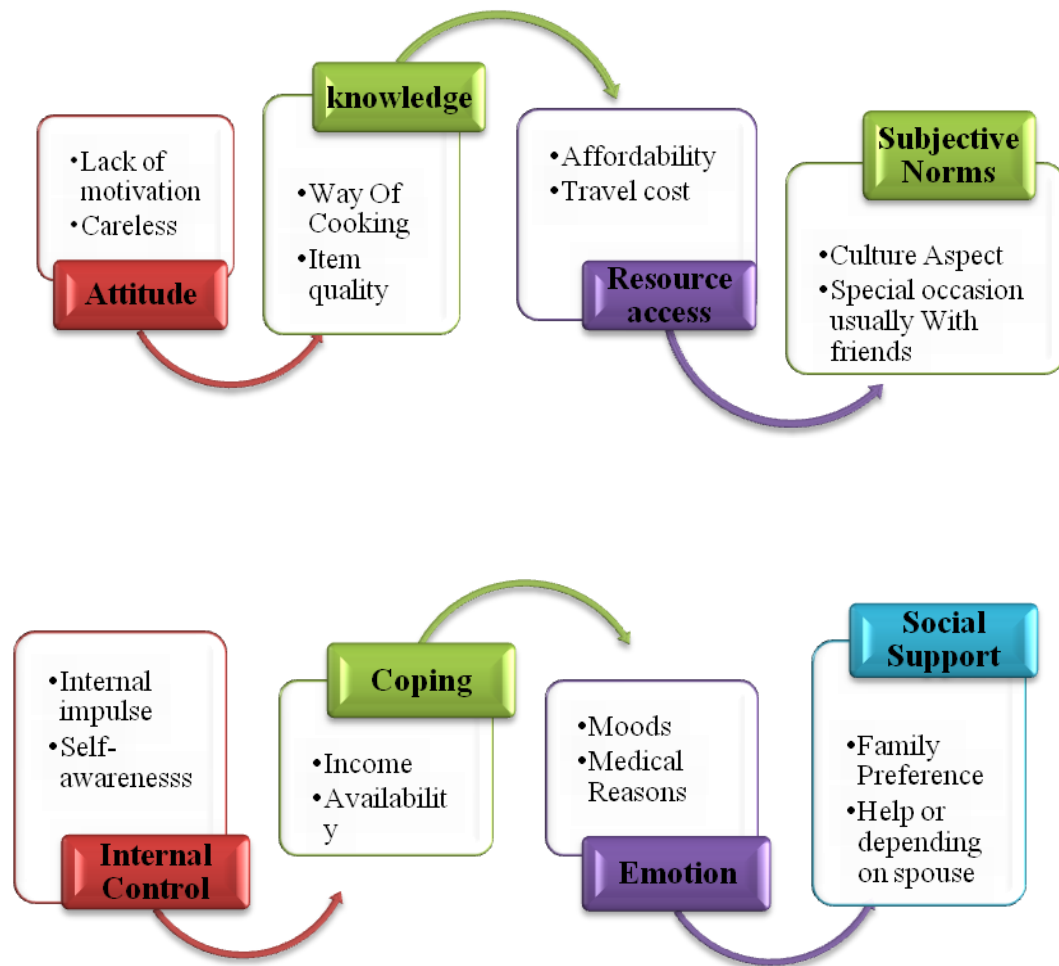 knowledge
•Lack of
motivation
•Careless
Attitude
•Way Of
Cooking
•Item
quality
•Affordability
•Travel cost
Resource
access
Subjective
Norms
•Culture Aspect
•Special occasion
usually With
friends
•Internal
impulse
•Self-
awarenesss
Internal
Control
Coping
•Income
•Availabilit
y
•Moods
•Medical
Reasons
Emotion
Social
Support
•Family
Preference
•Help or
depending
on spouse